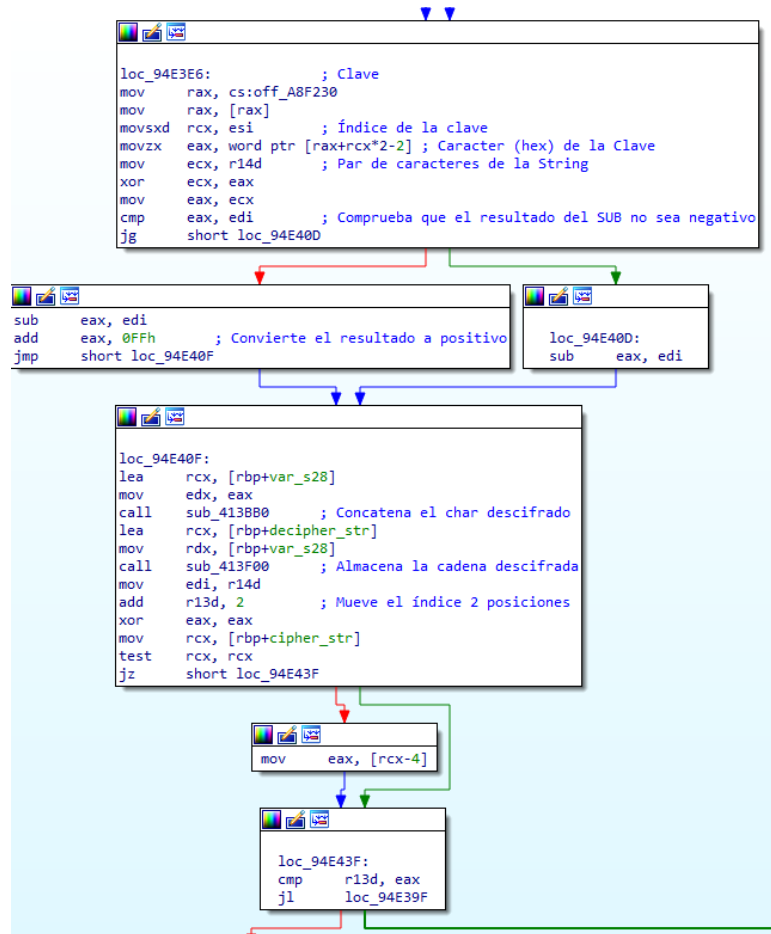 loc_94E3E6: ; Clave
mov rax, cs:off_A8F230
mov rax, [rax]
movsxd rcx, esi ; Índice de la clave
movzx eax, word ptr [rax+rcx*2-2] ; Caracter (hex) de la Clave
mov ecx, r14d ; Par de caracteres de la String
xor ecx, eax
mov eax, ecx
cmp eax, edi ; Comprueba que el resultado del SUB no sea negativo
jg short loc_94E40D
sub eax, edi
add eax, 0FFh ; Convierte el resultado a positivo
jmp short loc_94E40F
loc_94E40D:
sub eax, edi
loc_94E40F:
lea rcx, [rbp+var_s28]
mov edx, eax
call sub_413BB0 ; Concatena el char descifrado
lea rcx, [rbp+decipher_str]
mov rdx, [rbp+var_s28]
call sub_413F00 ; Almacena la cadena descifrada
mov edi, r14d
add r13d, 2 ; Mueve el índice 2 posiciones
xor eax, eax
mov rcx, [rbp+cipher_str]
test rcx, rcx
jz short loc_94E43F
mov eax, [rcx-4]
loc_94E43F:
cmp r13d, eax
jl loc_94E39F